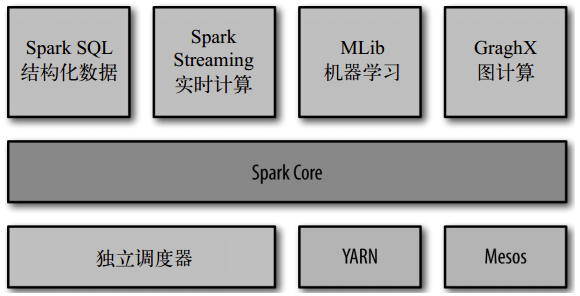 Spark SQL
结构化数据
Spark
Streaming
实时计算
MLib
机器学习
GraghX
图计算
Spark Core
独立调度器
YARN
Mesos